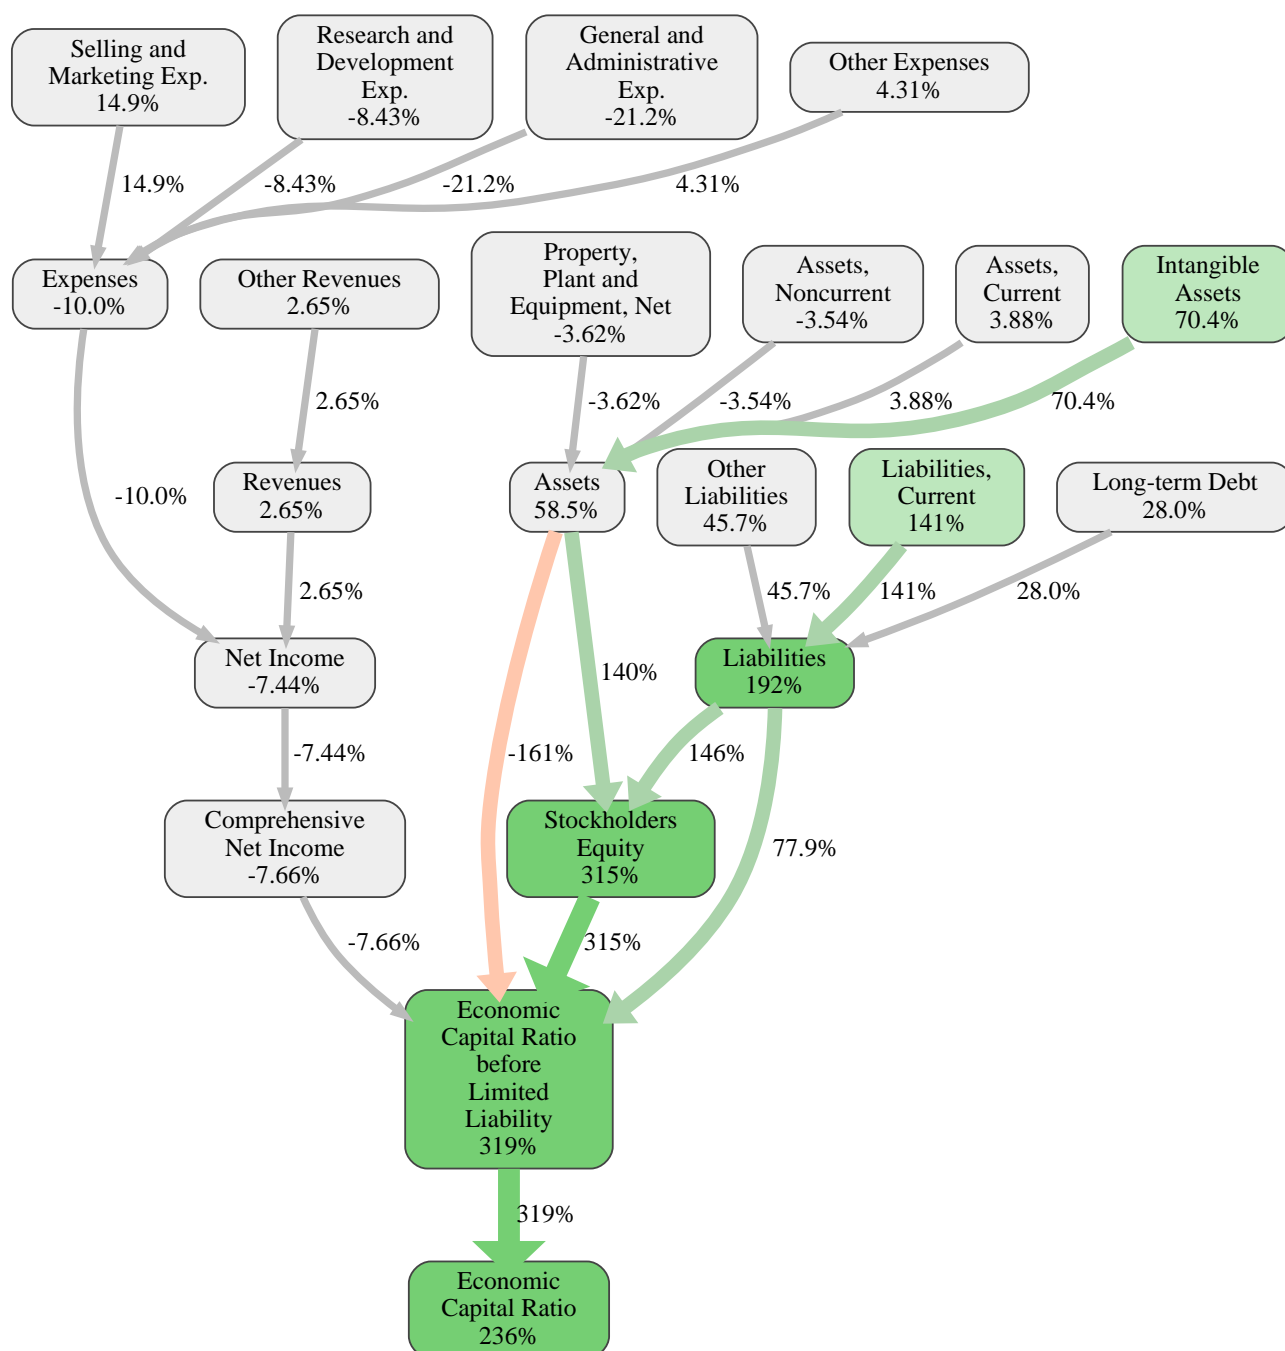 Selling and
Marketing Exp.
14.9%
Research and
Development
Exp.
-8.43%
General and
Administrative
Exp.
-21.2%
Other Expenses
4.31%
14.9%
-8.43%
-21.2%
4.31%
Expenses
-10.0%
Other Revenues
2.65%
Property,
Plant and
Equipment, Net
-3.62%
Assets,
Noncurrent
-3.54%
Assets,
Current
3.88%
Intangible
Assets
70.4%
2.65%
-3.62%
-3.54%
3.88%
70.4%
-10.0%
Revenues
2.65%
Assets
58.5%
Other
Liabilities
45.7%
Liabilities,
Current
141%
Long-term Debt
28.0%
2.65%
45.7%
141%
28.0%
Net Income
-7.44%
140%
Liabilities
192%
-7.44%
-161%
146%
Comprehensive
Net Income
-7.66%
Stockholders
Equity
315%
77.9%
-7.66%
315%
Economic
Capital Ratio
before
Limited
Liability
319%
319%
Economic
Capital Ratio
236%